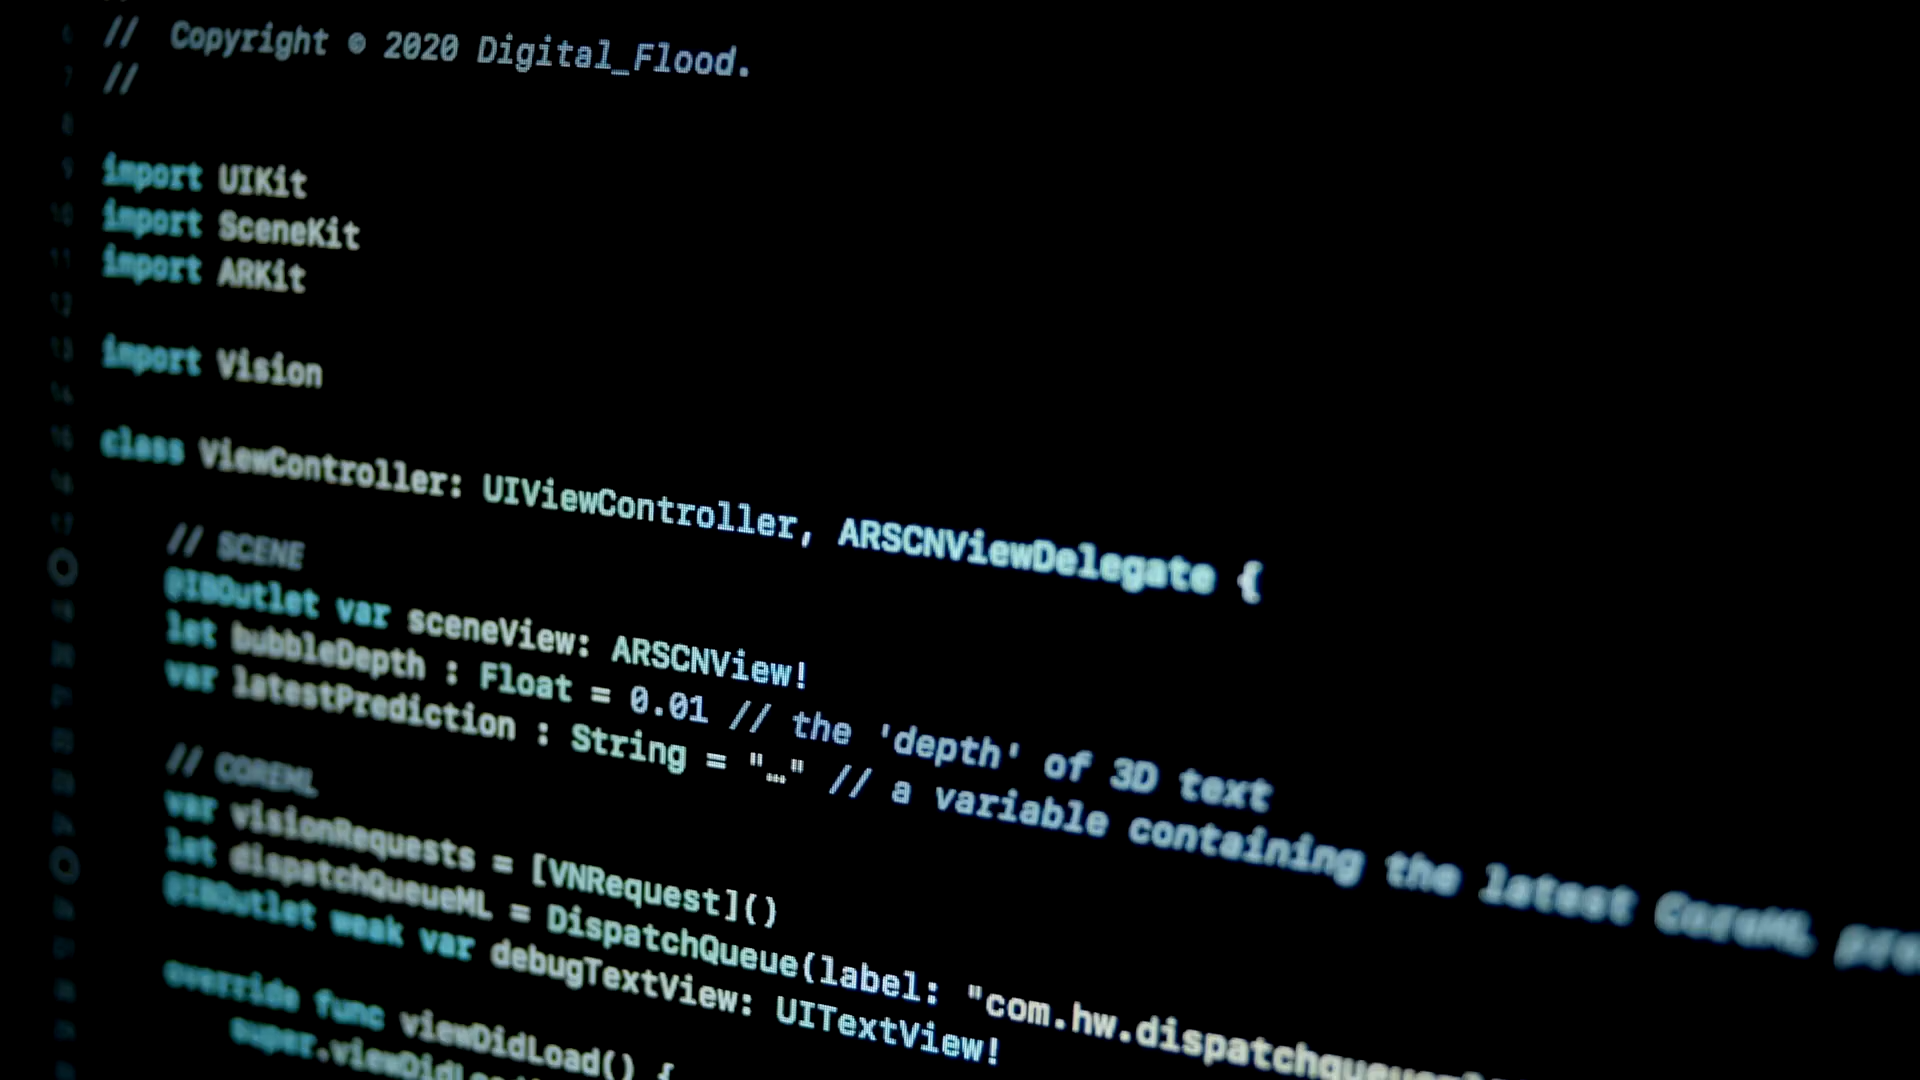 // Copyright © 2020 Digital_Flood.
//
import UIKit
import SceneKit
import ARKit
import Vision
class ViewController: UIViewController, ARSCNViewDelegate {
// SCENE
@IBOutlet var sceneView: ARSCNView!
let bubbleDepth : Float = 0.01 // the 'depth' of 3D text
var latestPrediction : String = "…" // a variable containing the latest CoreML
// COREML
var visionRequests = [VNRequest]()
let dispatchQueueML = DispatchQueue(label: "com.hw.dispatchqueue
@IBOutlet weak var debugTextView: UITextView!
override func viewDidLoad() {
super.viewDidLoad